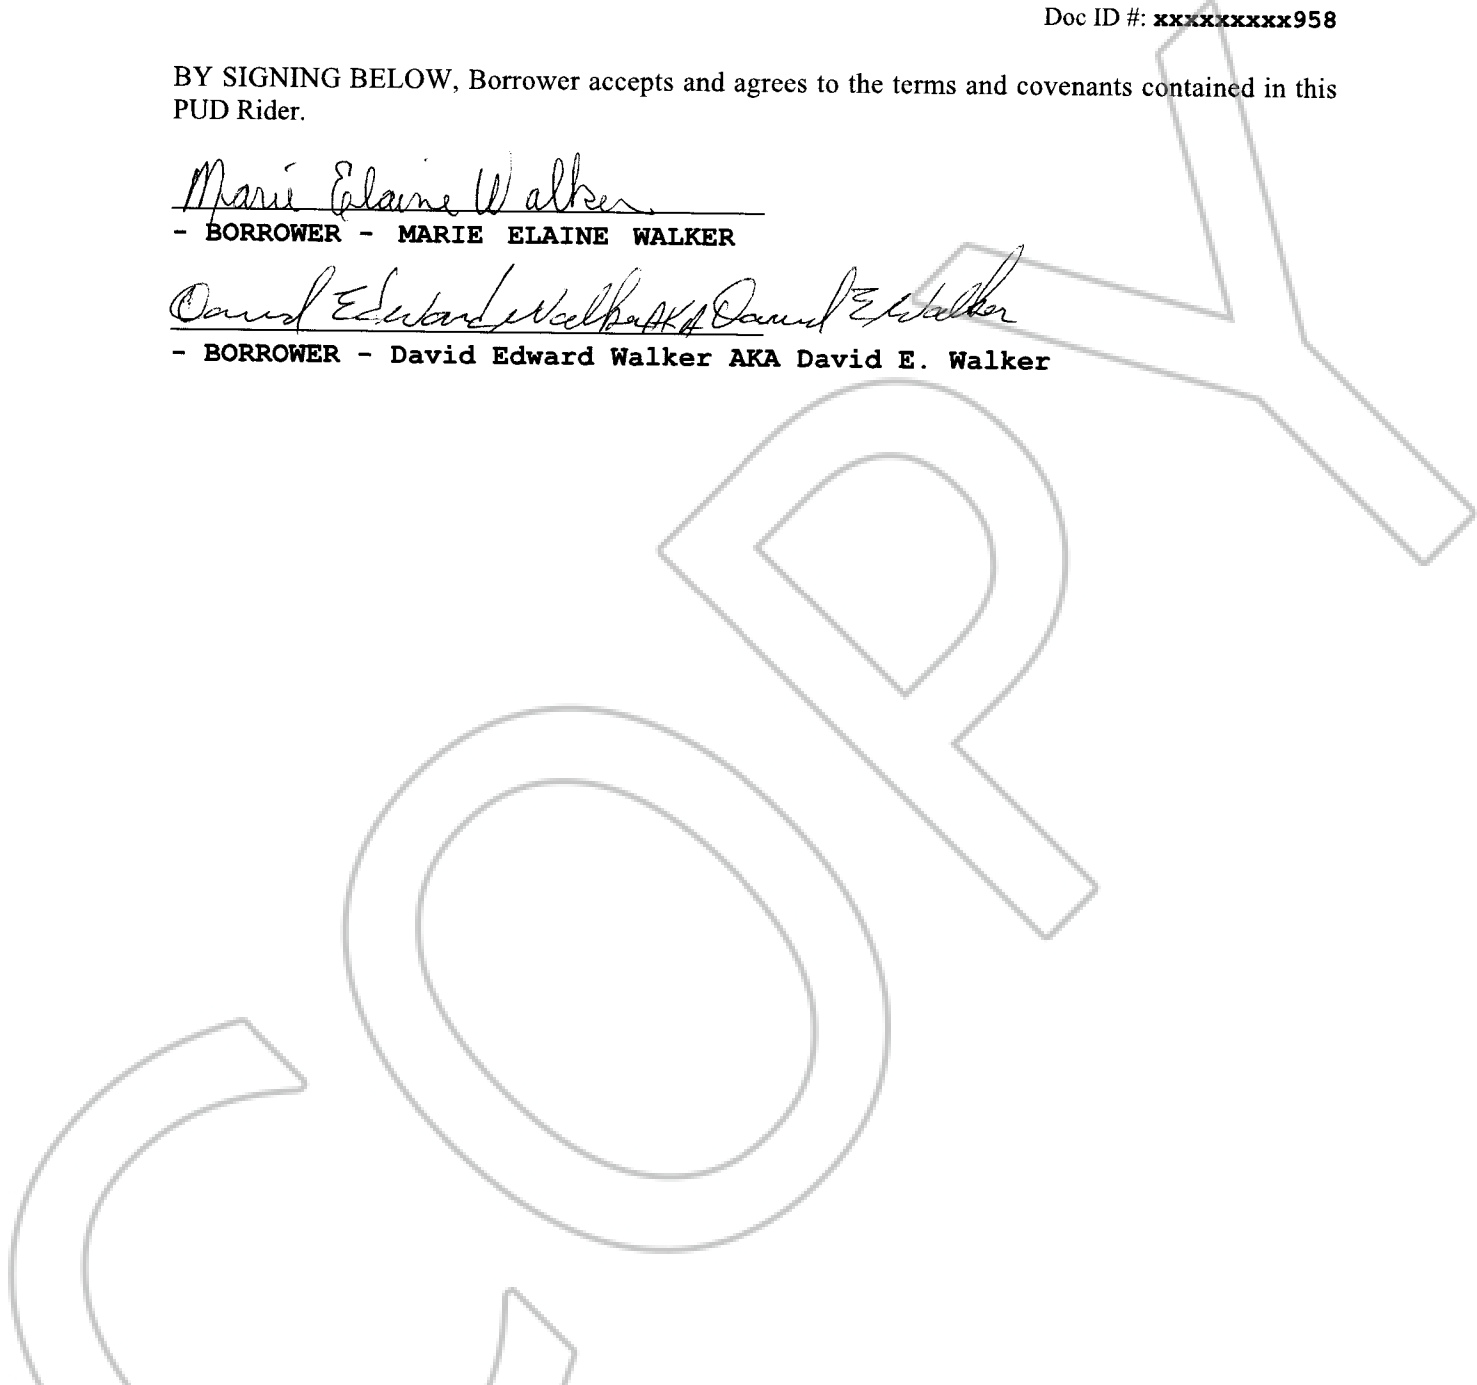 Doc ID #: xxxxxxxxx958
BY SIGNING BELOW, Borrower accepts and agrees to the terms and covenants contained in this
PUD Rider.
Marie Elaine Walker
- BORROWER - MARIE ELAINE WALKER
David Edward Walker AKA David E Walker
- BORROWER - David Edward Walker AKA David E. Walker
COPY